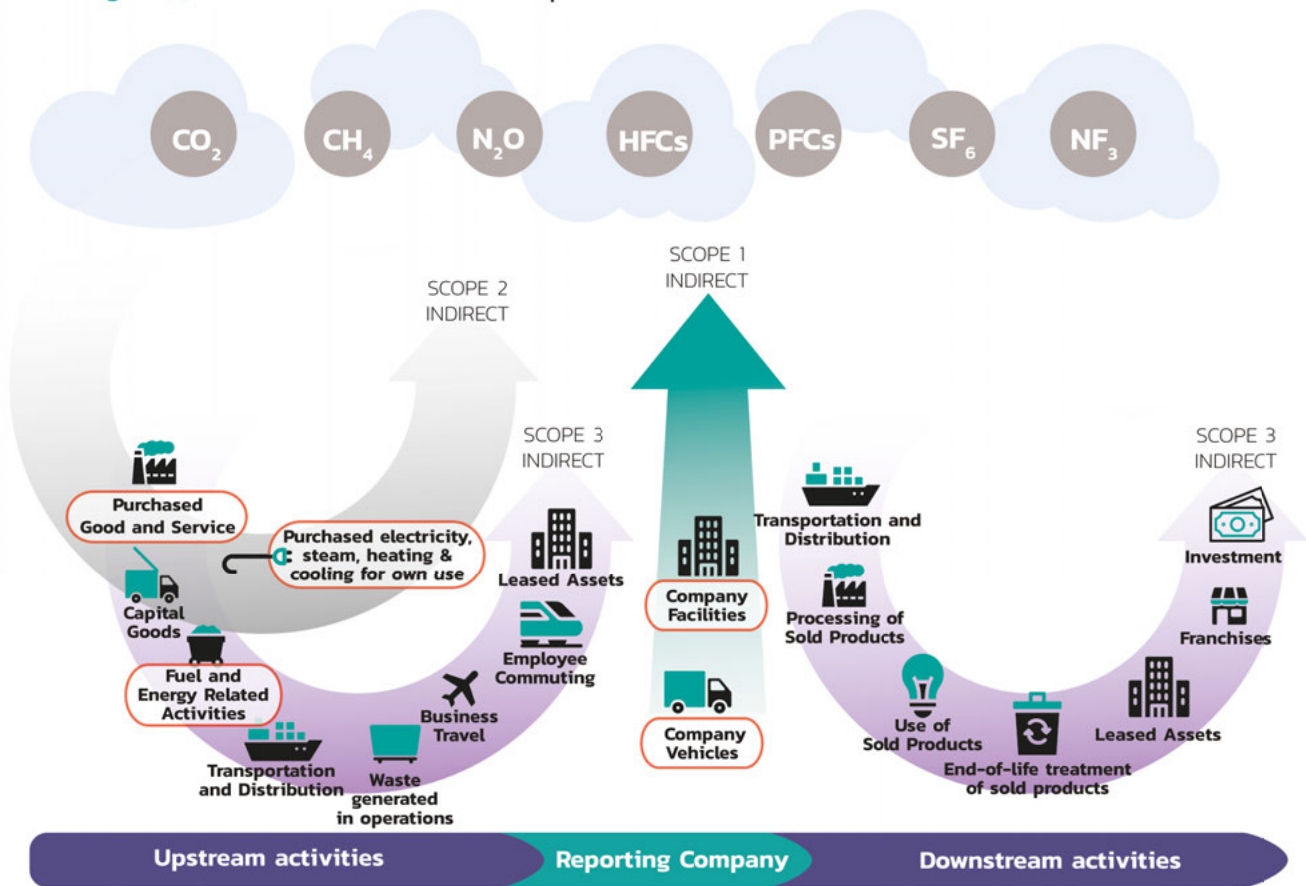 CO₂
CH₄
N₂O
HFCs
PFCs
SF₆
NF₃
SCOPE 2
INDIRECT
SCOPE 1
INDIRECT
SCOPE 3
INDIRECT
SCOPE 3
INDIRECT
Purchased
Good and Service
Purchased electricity,
steam, heating &
cooling for own use
Capital
Goods
Fuel and
Energy Related
Activities
Transportation
and Distribution
Waste
generated
in operations
Business
Travel
Employee
Commuting
Leased Assets
Company
Facilities
Company
Vehicles
Transportation and
Distribution
Processing of
Sold Products
Use of
Sold Products
End-of-life treatment
of sold products
Leased Assets
Franchises
Investment
Upstream activities
Reporting Company
Downstream activities